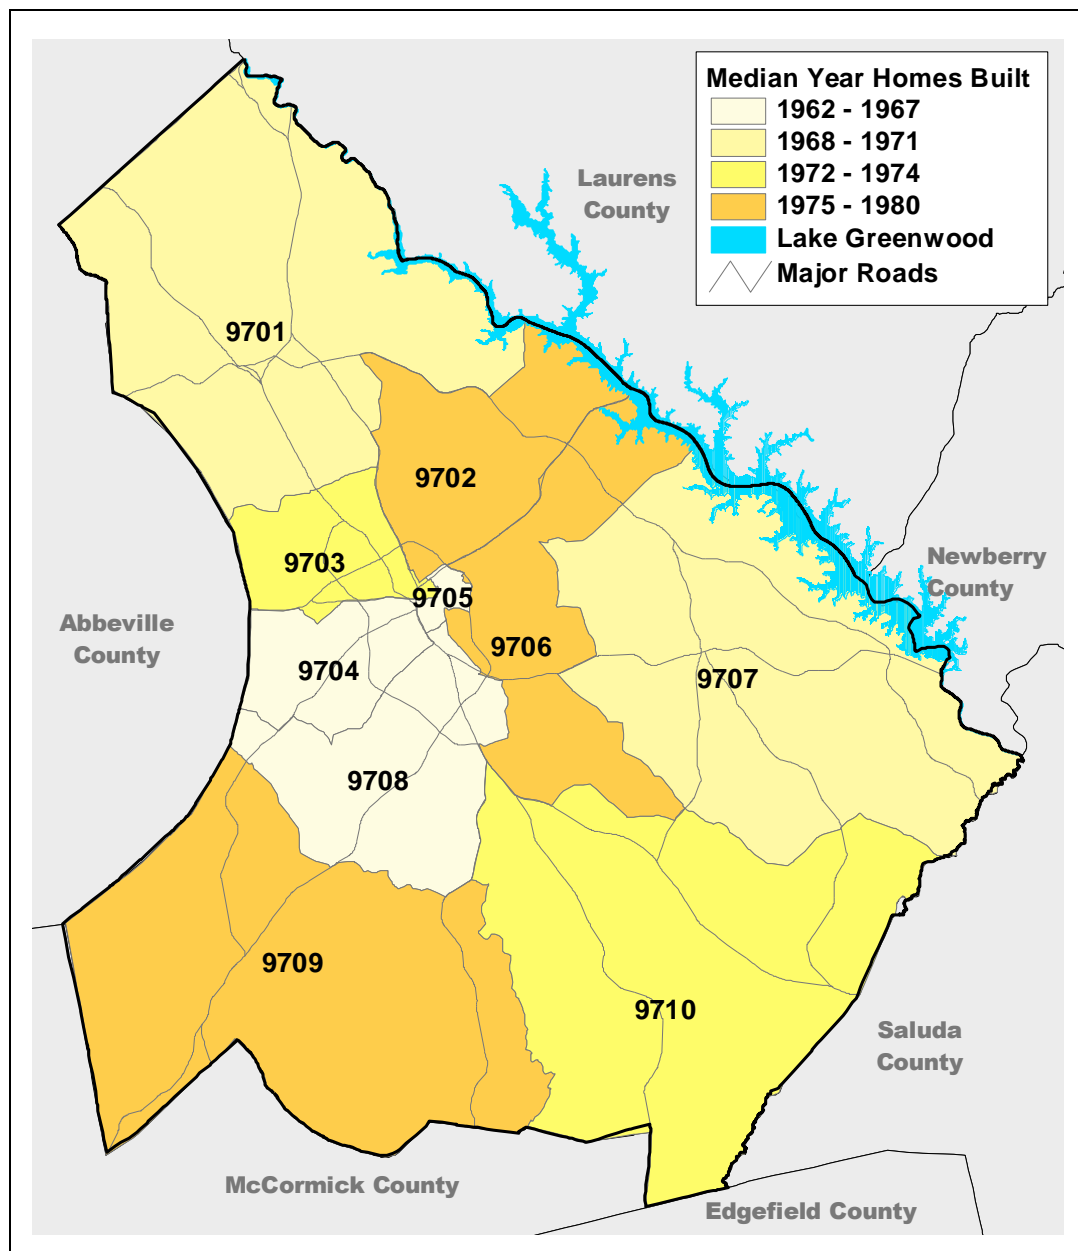 Median Year Homes Built
1962 - 1967
1968 - 1971
1972 - 1974
1975 - 1980
Lake Greenwood
Major Roads
Laurens
County
9701
9702
9703
Newberry
County
9705
Abbeville
County
9706
9704
9707
9708
9709
9710
Saluda
County
McCormick County
Edgefield County